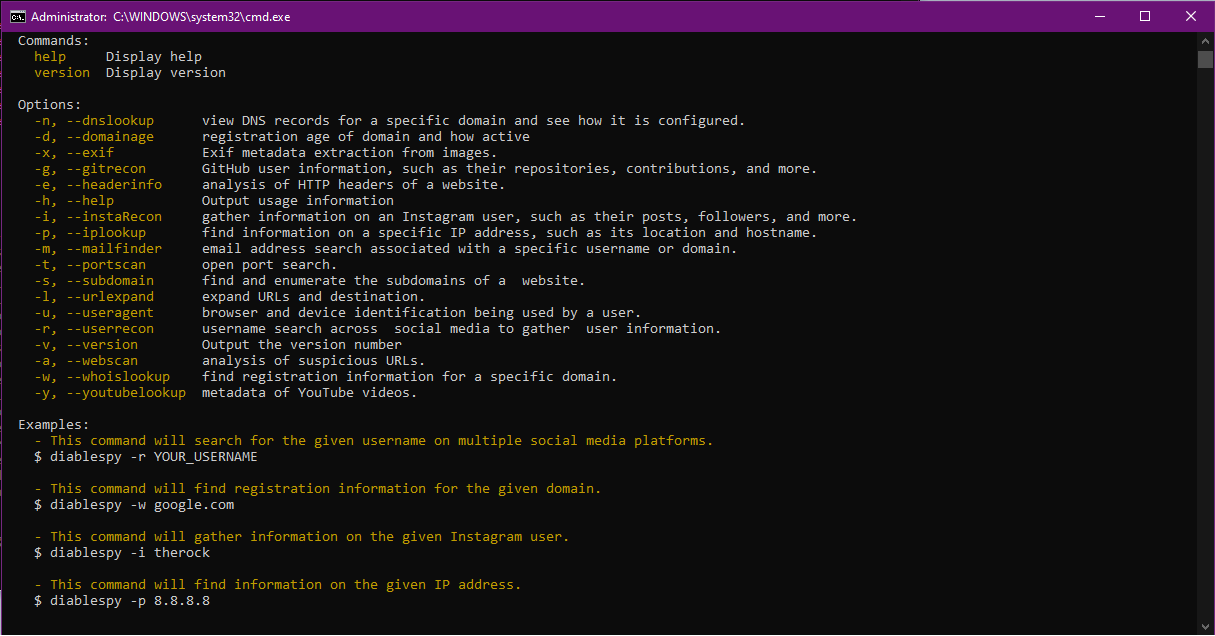 Administrator: C:\WINDOWS\system32\cmd.exe
Commands:
help Display help
version Display version
Options:
-n, --dnslookup view DNS records for a specific domain and see how it is configured.
-d, --domainage registration age of domain and how active
-x, --exif Exif metadata extraction from images.
-g, --gitrecon GitHub user information, such as their repositories, contributions, and more.
-e, --headerinfo analysis of HTTP headers of a website.
-h, --help Output usage information
-i, --instaRecon gather information on an Instagram user, such as their posts, followers, and more.
-p, --iplookup find information on a specific IP address, such as its location and hostname.
-m, --mailfinder email address search associated with a specific username or domain.
-t, --portscan open port search.
-s, --subdomain find and enumerate the subdomains of a  website.
-l, --urlexpand expand URLs and destination.
-u, --useragent browser and device identification being used by a user.
-r, --userrecon username search across  social media to gather  user information.
-v, --version Output the version number
-a, --webscan analysis of suspicious URLs.
-w, --whoislookup find registration information for a specific domain.
-y, --youtubelookup metadata of YouTube videos.
Examples:
- This command will search for the given username on multiple social media platforms.
$ diablespy -r YOUR_USERNAME
- This command will find registration information for the given domain.
$ diablespy -w google.com
- This command will gather information on the given Instagram user.
$ diablespy -i therock
- This command will find information on the given IP address.
$ diablespy -p 8.8.8.8